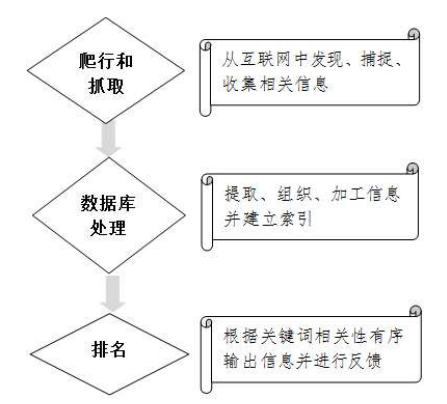 爬行和
抓取
从互联网中发现、捕捉、
收集相关信息
数据库
处理
提取、组织、加工信息
并建立索引
排名
根据关键词相关性有序
输出信息并进行反馈